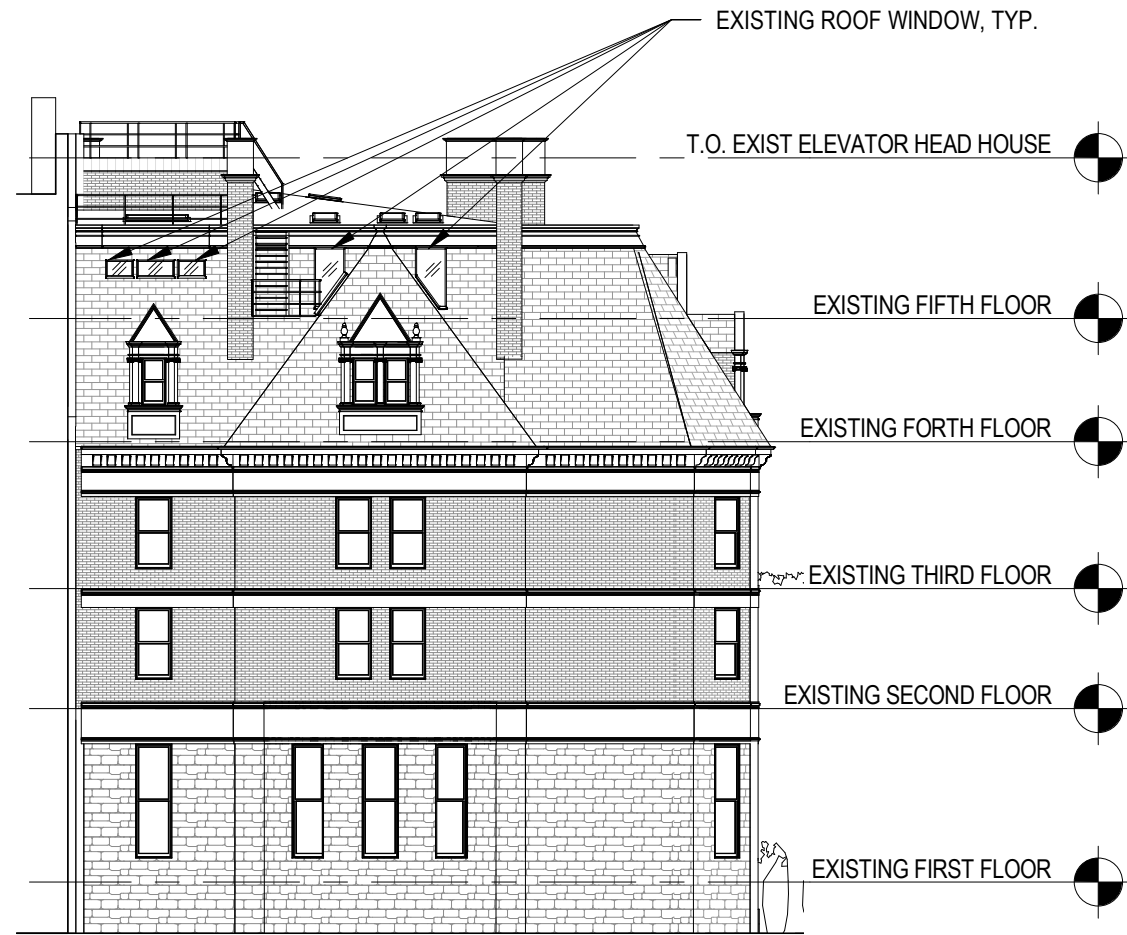 EXISTING ROOF WINDOW, TYP.
T.O. EXIST ELEVATOR HEAD HOUSE
EXISTING FIFTH FLOOR
EXISTING FORTH FLOOR
EXISTING THIRD FLOOR
EXISTING SECOND FLOOR
EXISTING FIRST FLOOR